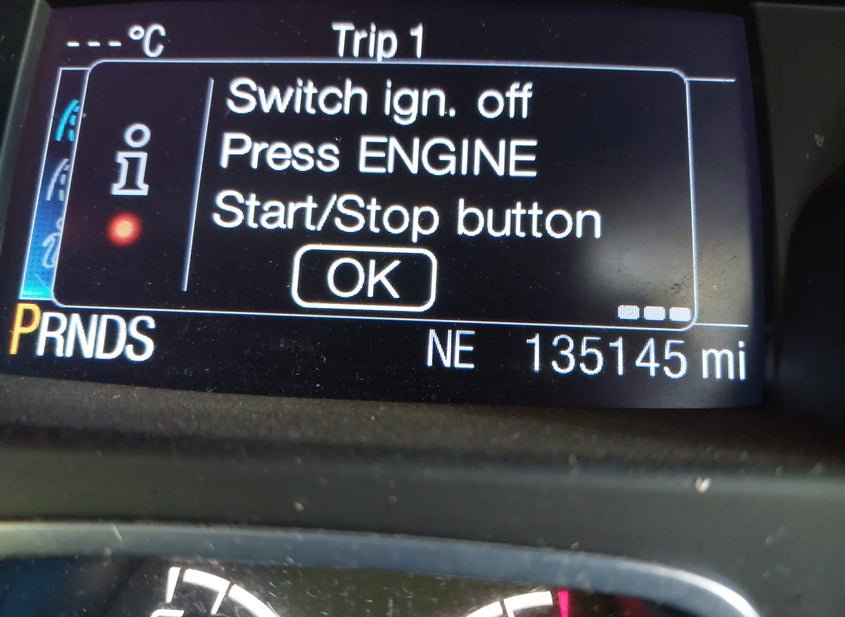 ---°C
Trip 1
Switch ign. off
Press ENGINE
Start/Stop button
OK
PRNDS
NE
135145 mi